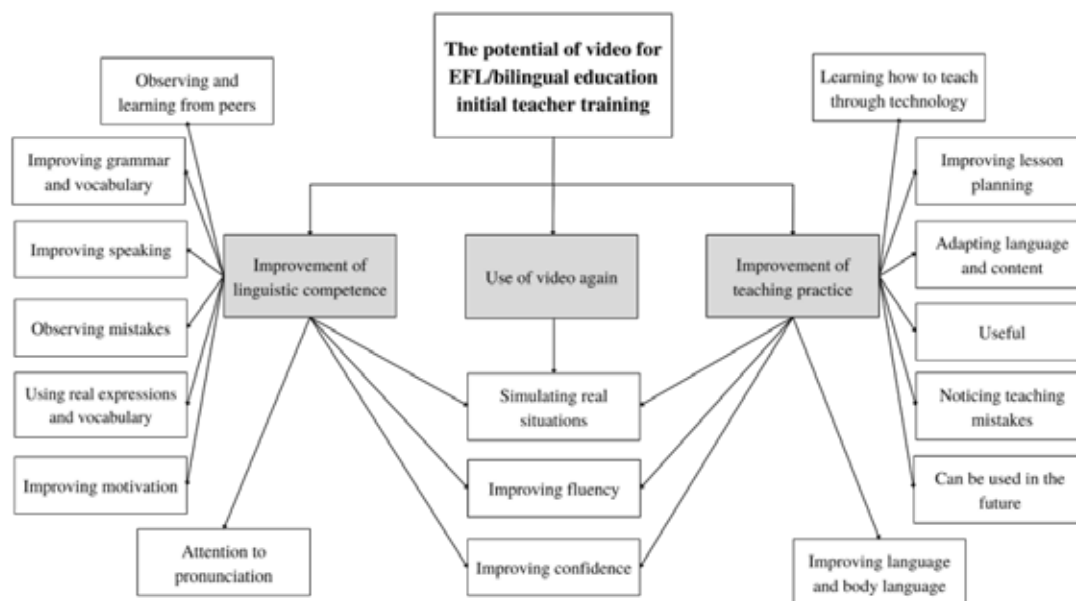 The potential of video for
EFL/bilingual education
initial teacher training
Observing and
learning from peers
Learning how to teach
through technology
Improving grammar
and vocabulary
Improving lesson
planning
Improving speaking
Improvement of
linguistic competence
Use of video again
Improvement of
teaching practice
Adapting language
and content
Observing mistakes
Useful
Using real expressions
and vocabulary
Simulating real
situations
Noticing teaching
mistakes
Improving motivation
Improving fluency
Can be used in the
future
Attention to
pronunciation
Improving confidence
Improving language
and body language